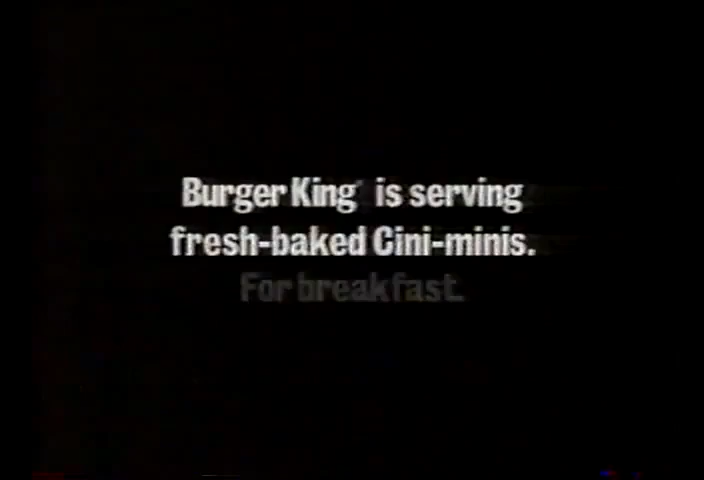 Burger King is serving
fresh-baked Cini-minis.
For breakfast.